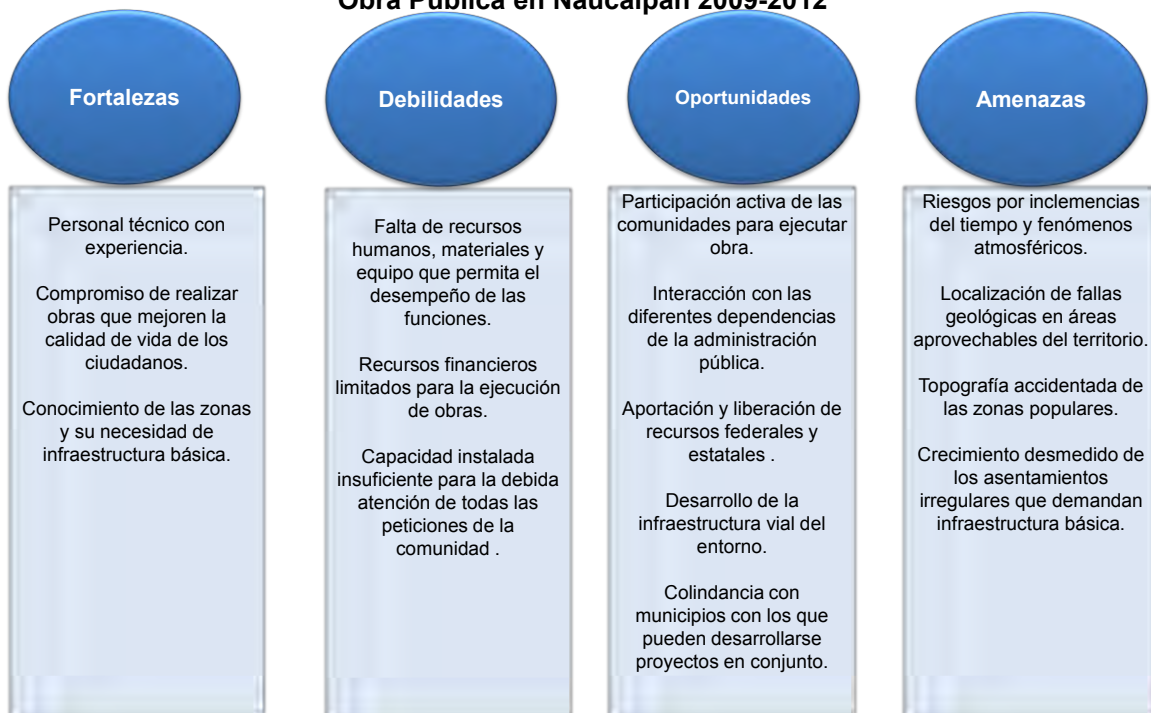 Obra Pública en Naucalpan 2009-2012
Fortalezas
Personal técnico con
experiencia.
Compromiso de realizar
obras que mejoren la
calidad de vida de los
ciudadanos.
Conocimiento de las zonas
y su necesidad de
infraestructura básica.
Debilidades
Falta de recursos
humanos, materiales y
equipo que permita el
desempeño de las
funciones.
Recursos financieros
limitados para la ejecución
de obras.
Capacidad instalada
insuficiente para la debida
atención de todas las
peticiones de la
comunidad .
Oportunidades
Participación activa de las
comunidades para ejecutar
obra.
Interacción con las
diferentes dependencias
de la administración
pública.
Aportación y liberación de
recursos federales y
estatales .
Desarrollo de la
infraestructura vial del
entorno.
Colindancia con
municipios con los que
pueden desarrollarse
proyectos en conjunto.
Amenazas
Riesgos por inclemencias
del tiempo y fenómenos
atmosféricos.
Localización de fallas
geológicas en áreas
aprovechables del territorio.
Topografía accidentada de
las zonas populares.
Crecimiento desmedido de
los asentamientos
irregulares que demandan
infraestructura básica.